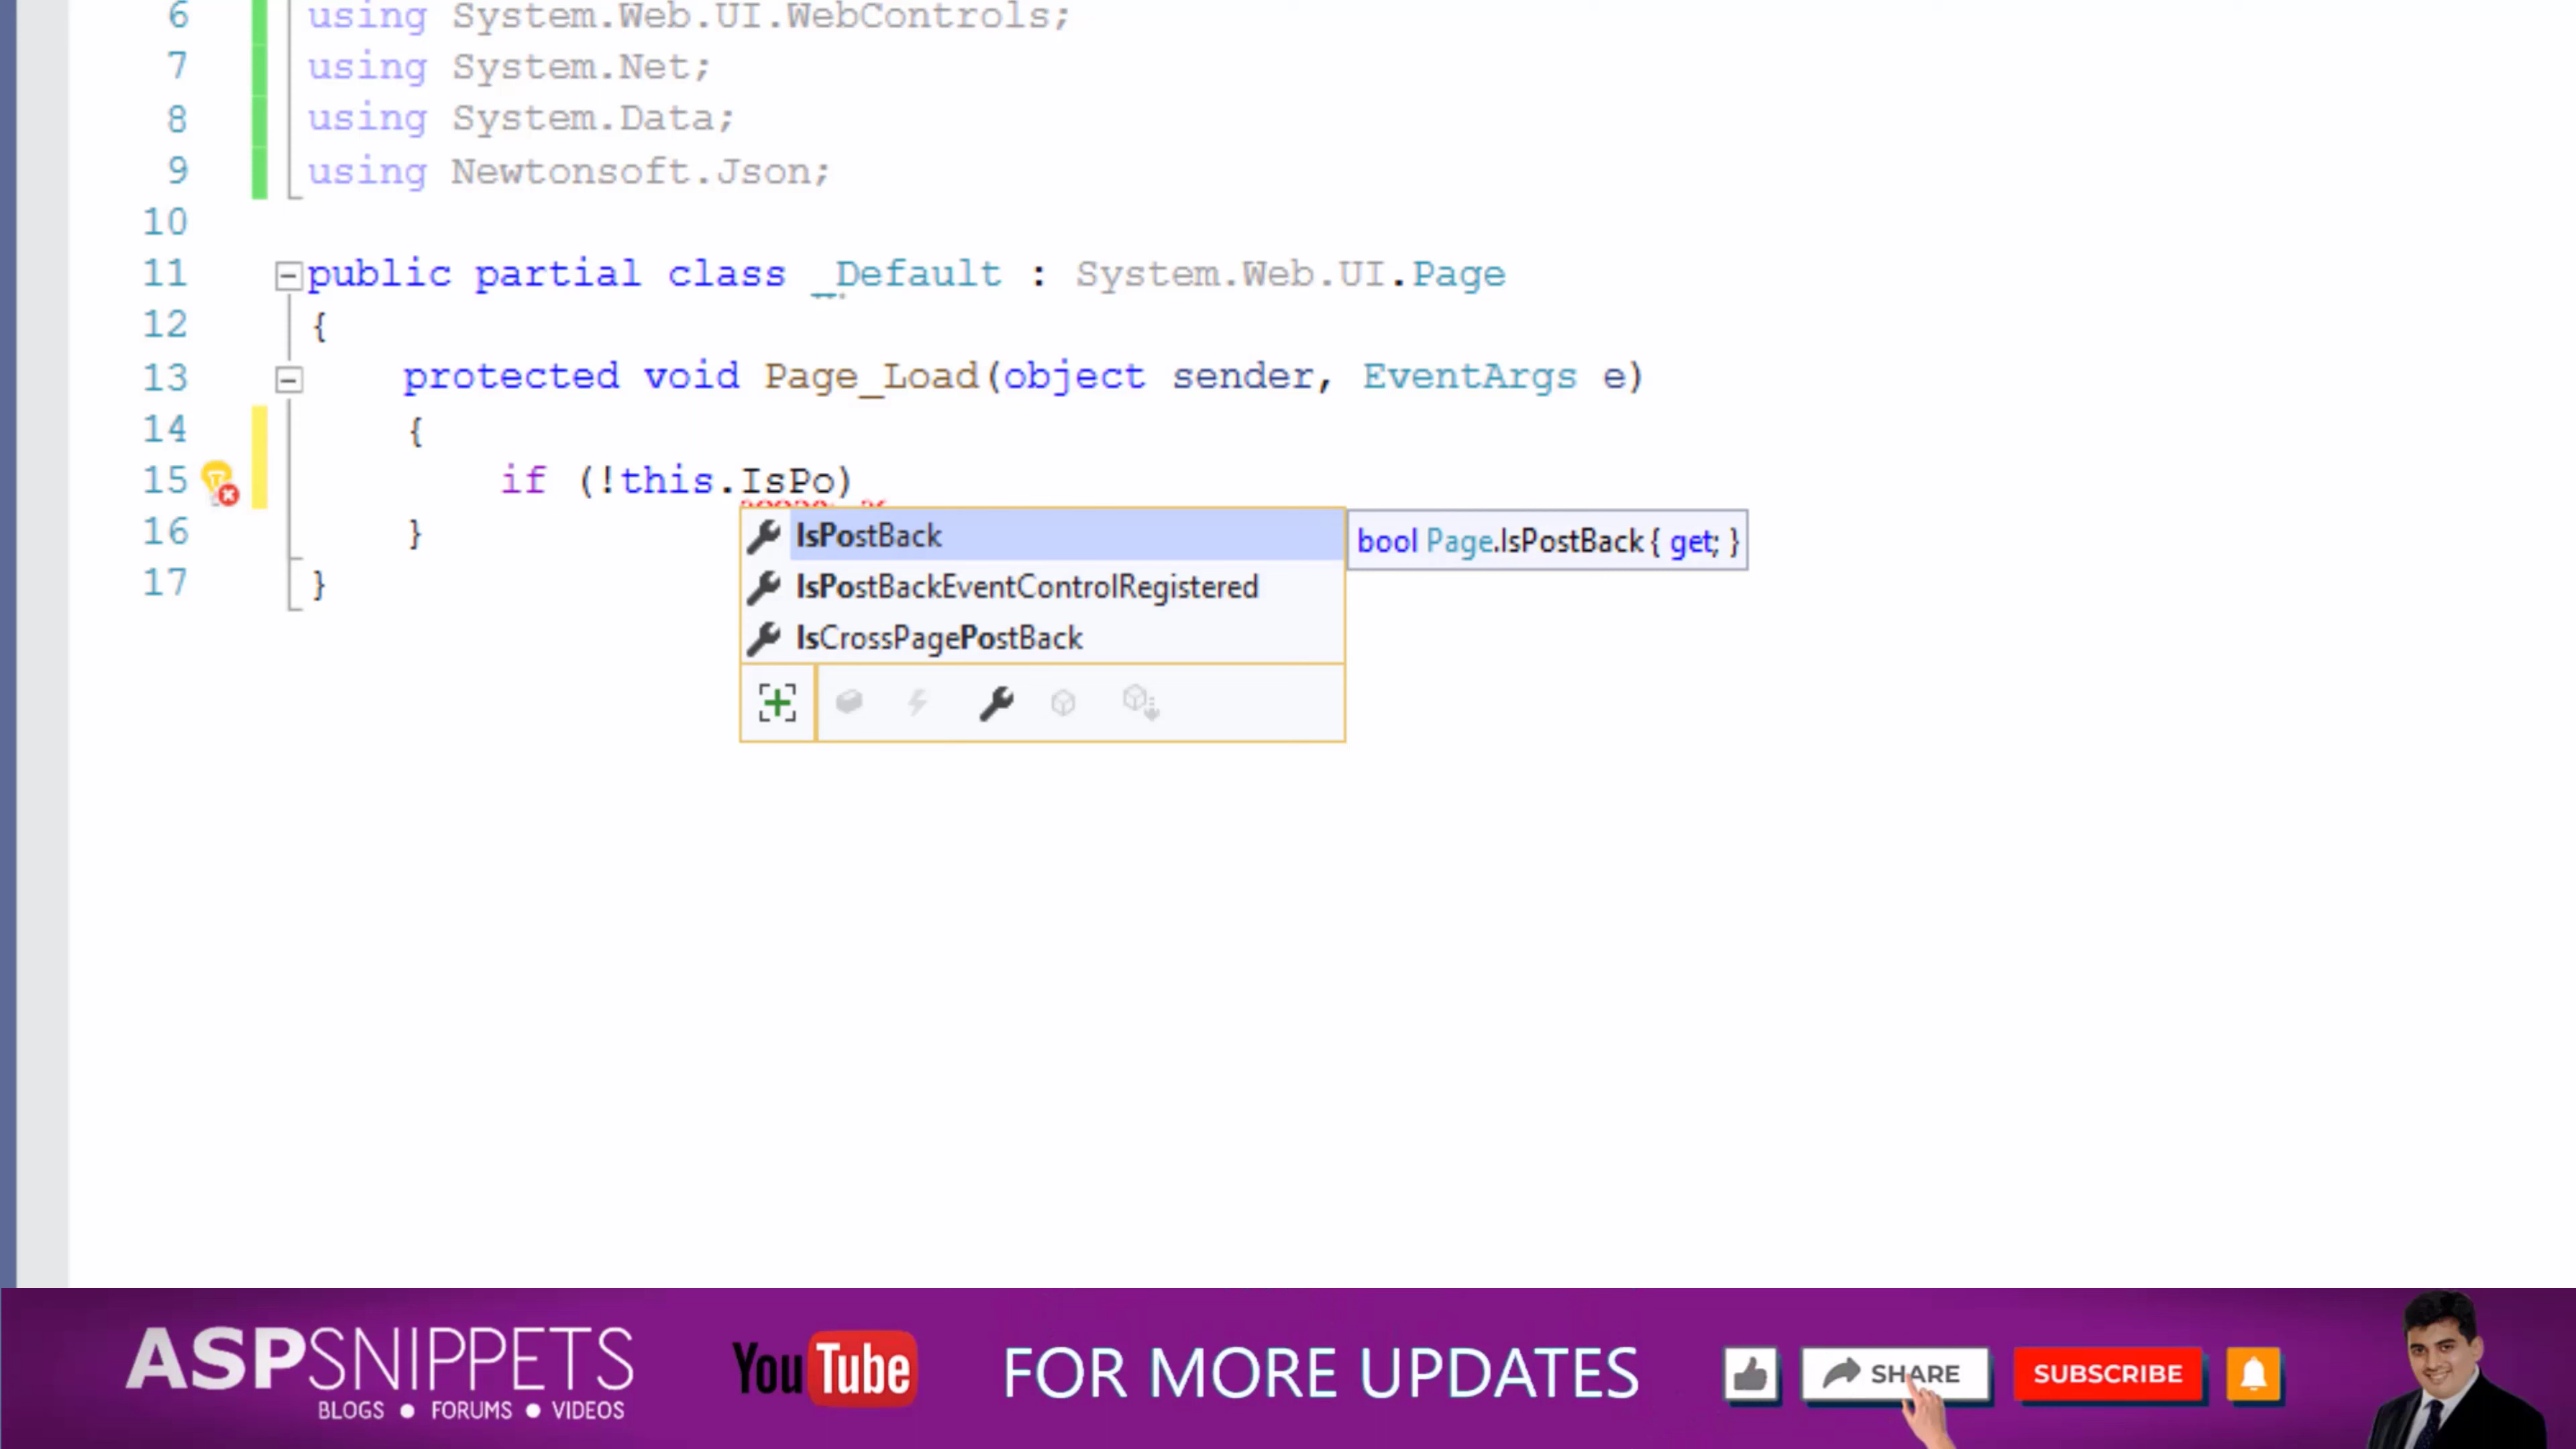 6 using System.Web.UI.WebControls;
7 using System.Net;
8 using System.Data;
9 using Newtonsoft.Json;
10
11 public partial class _Default : System.Web.UI.Page
12 {
13 protected void Page_Load(object sender, EventArgs e)
14 {
15 if (!this.IsPo)
IsPostBack bool Page.IsPostBack { get; }
16 }
IsPostBackEventControlRegistered
17 }
IsCrossPagePostBack
ASPSNIPPETS
BLOGS ● FORUMS ● VIDEOS
YouTube
FOR MORE UPDATES
SHARE
SUBSCRIBE